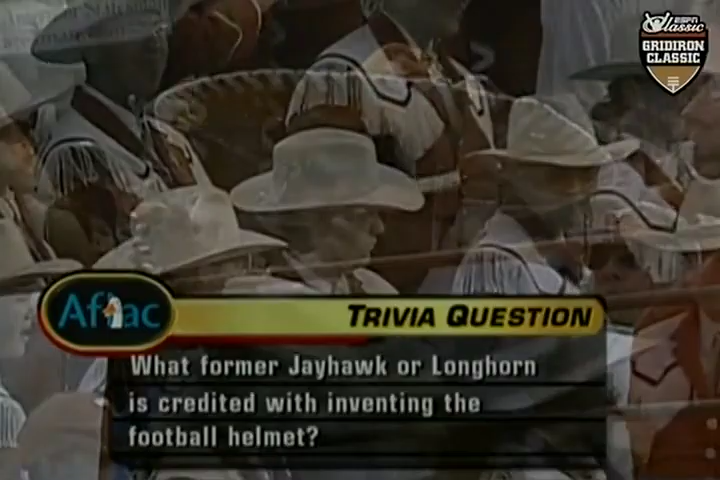 ESPN
Classic
GRIDIRON
CLASSIC
Aflac
TRIVIA QUESTION
What former Jayhawk or Longhorn
is credited with inventing the
football helmet?